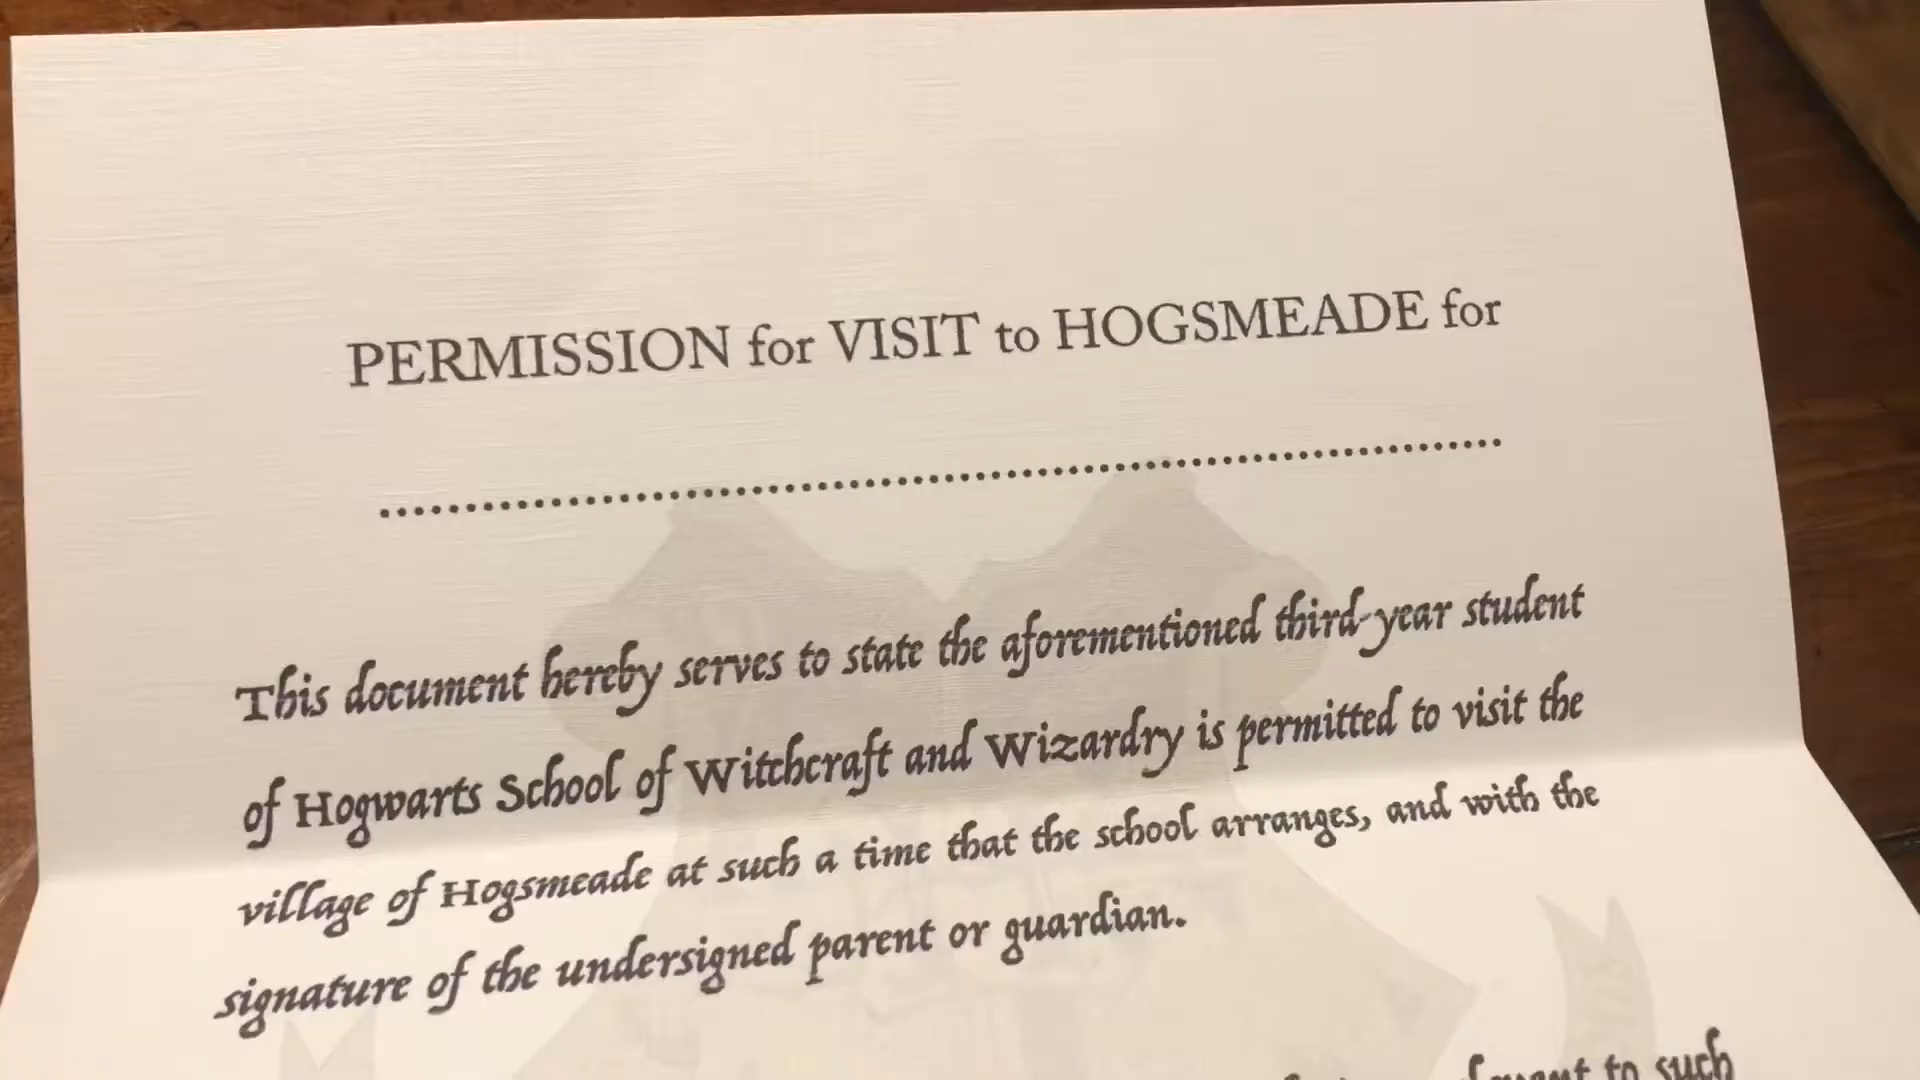 PERMISSION for VISIT to HOGSMEADE for
This document hereby serves to state the aforementioned third-year student
of Hogwarts School of Witchcraft and Wizardry is permitted to visit the
village of Hogsmeade at such a time that the school arranges, and with the
signature of the undersigned parent or guardian.
to such